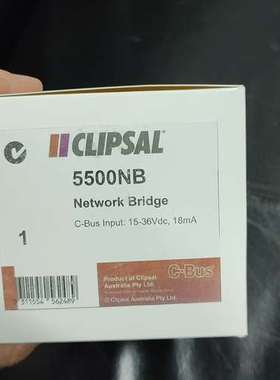 CLIPSAL
5500NB
Network Bridge
C-Bus Input: 15-36Vdc, 18mA
1
Product of Clipsal
Australia Pty Ltd
C-Bus
© Clipsal Australia Pty Ltd.